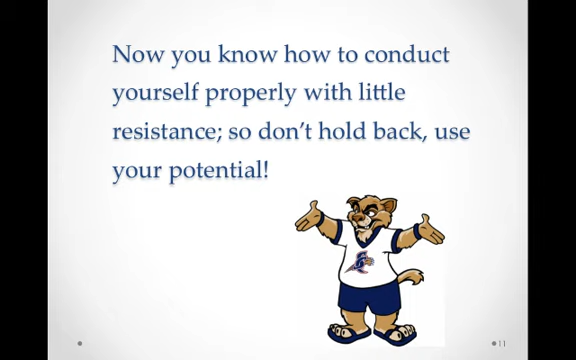 Now you know how to conduct
yourself properly with little
resistance; so don't hold back, use
your potential!
11